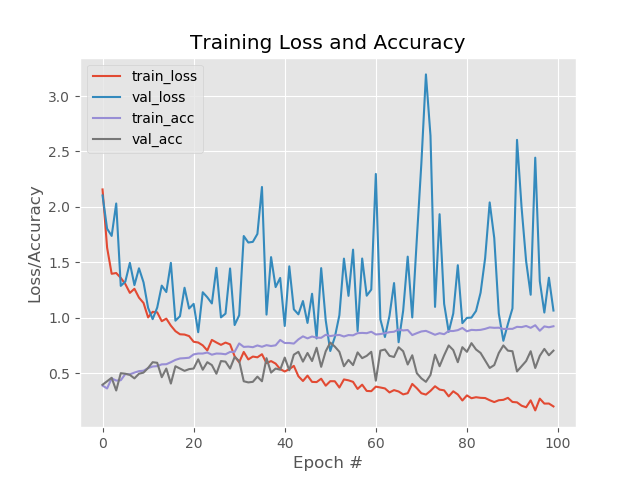 Training Loss and Accuracy
train_loss
val_loss
train_acc
val_acc
3.0
2.5
2.0
1.5
1.0
0.5
Loss/Accuracy
0 20 40 60 80 100
Epoch #